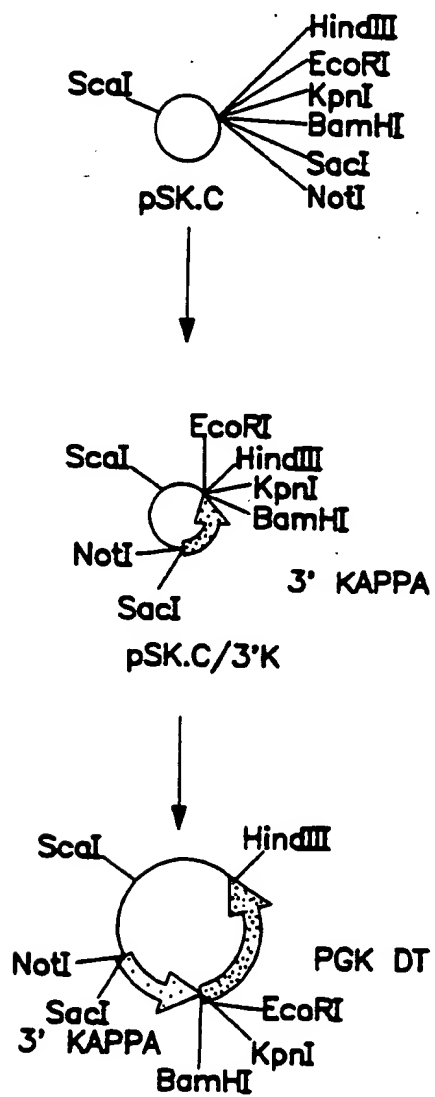 HindIII
EcoRI
ScaI
KpnI
BamHI
SacI
NotI
pSK.C
EcoRI
ScaI
HindIII
KpnI
BamHI
NotI
3' KAPPA
SacI
pSK.C/3'K
ScaI
HindIII
NotI
PGK DT
SacI
EcoRI
3' KAPPA
KpnI
BamHI